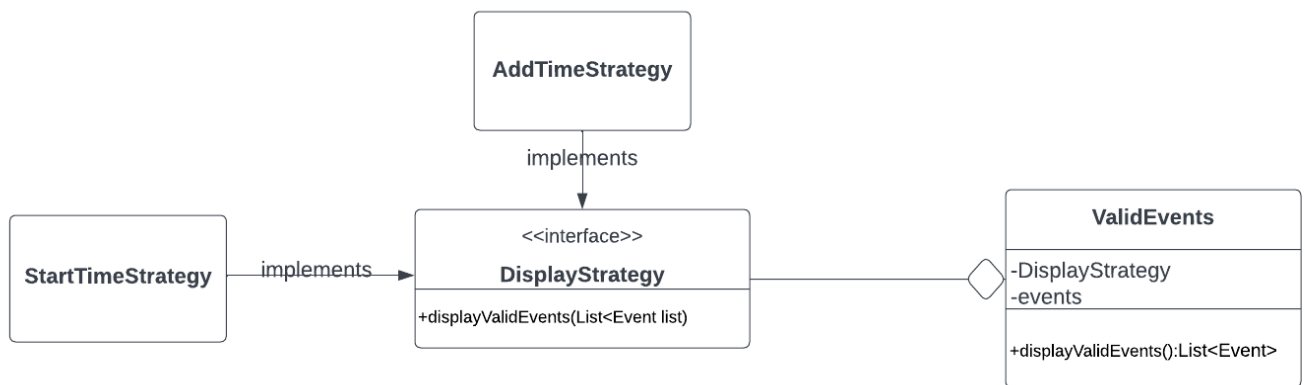 AddTimeStrategy
implements
StartTimeStrategy
implements
<<interface>>
DisplayStrategy
+displayValidEvents(List<Event list)
ValidEvents
-DisplayStrategy
-events
+displayValidEvents():List<Event>